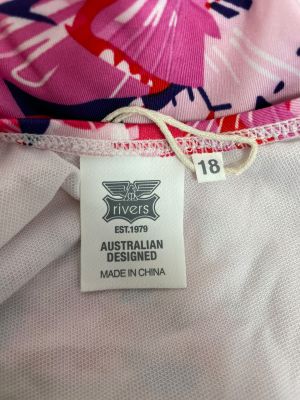 rivers
EST.1979
AUSTRALIAN
DESIGNED
MADE IN CHINA
18